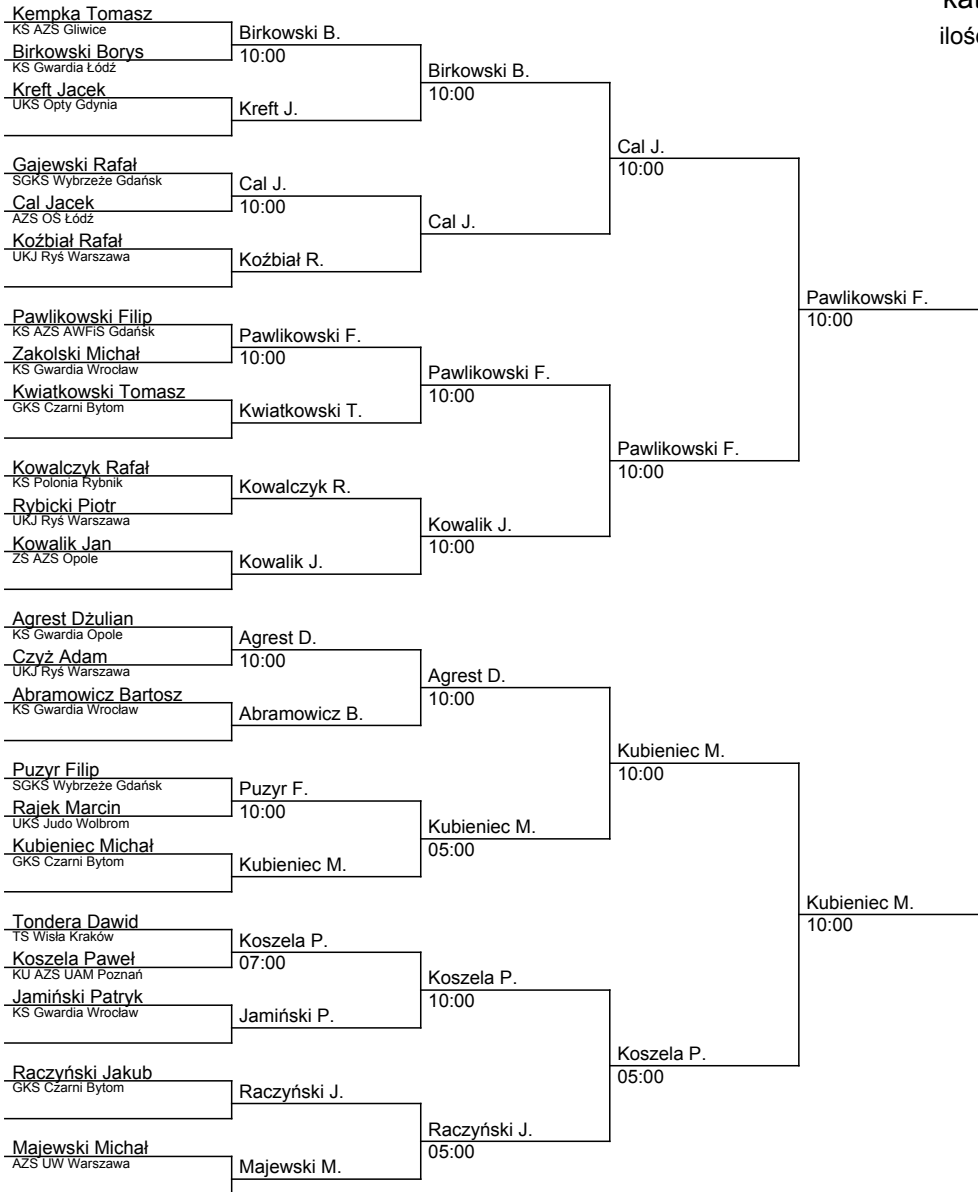 Kempka Tomasz
KS AZS Gliwice
Birkowski Borys
KS Gwardia Łódź
Kreft Jacek
UKS Opty Gdynia
Gajewski Rafał
SGKS Wybrzeże Gdańsk
Cal Jacek
AZS OŚ Łódź
Koźbiał Rafał
UKJ Ryś Warszawa
Pawlikowski Filip
KS AZS AWFiS Gdańsk
Zakolski Michał
KS Gwardia Wrocław
Kwiatkowski Tomasz
GKS Czarni Bytom
Kowalczyk Rafał
KS Polonia Rybnik
Rybicki Piotr
UKJ Ryś Warszawa
Kowalik Jan
ZS AZS Opole
Agrest Dżulian
KS Gwardia Opole
Czyż Adam
UKJ Ryś Warszawa
Abramowicz Bartosz
KS Gwardia Wrocław
Puzyr Filip
SGKS Wybrzeże Gdańsk
Rajek Marcin
UKS Judo Wolbrom
Kubieniec Michał
GKS Czarni Bytom
Tondera Dawid
TS Wisła Kraków
Koszela Paweł
KU AZS UAM Poznań
Jamiński Patryk
KS Gwardia Wrocław
Raczyński Jakub
GKS Czarni Bytom
Majewski Michał
AZS UW Warszawa
Birkowski B.
10:00
Kreft J.
Cal J.
10:00
Koźbiał R.
Pawlikowski F.
10:00
Kwiatkowski T.
Kowalczyk R.
Kowalik J.
Agrest D.
10:00
Abramowicz B.
Puzyr F.
10:00
Kubieniec M.
Koszela P.
07:00
Jamiński P.
Raczyński J.
Majewski M.
Birkowski B.
10:00
Cal J.
Pawlikowski F.
10:00
Kowalik J.
10:00
Agrest D.
10:00
Kubieniec M.
05:00
Koszela P.
10:00
Raczyński J.
05:00
Cal J.
10:00
Pawlikowski F.
10:00
Kubieniec M.
10:00
Koszela P.
05:00
Pawlikowski F.
10:00
Kubieniec M.
10:00